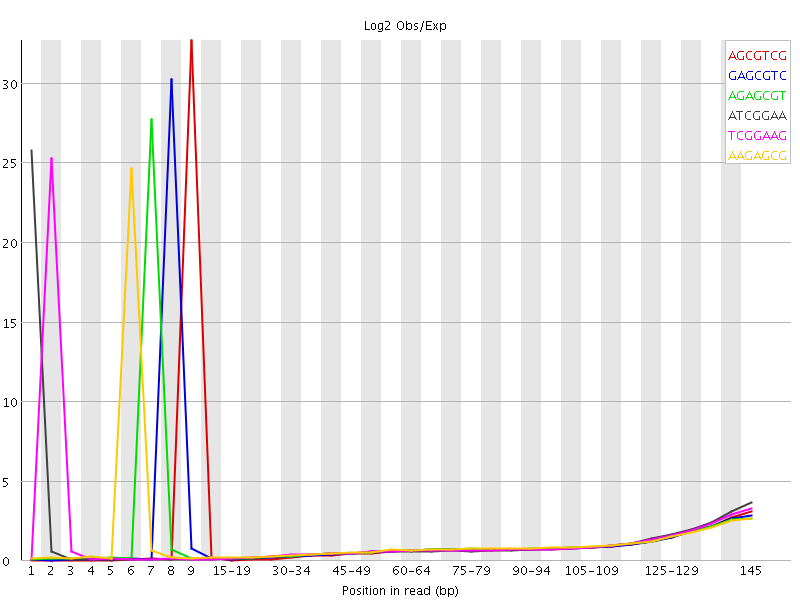 Log2 Obs/Exp
AGCGTCG
GAGCGTC
AGAGCGT
ATCGGAA
TCGGAAG
AAGAGCG
30
25
20
15
10
5
0
1 2 3 4 5 6 7 8 9 15-19 30-34 45-49 60-64 75-79 90-94 105-109 125-129 145
Position in read (bp)